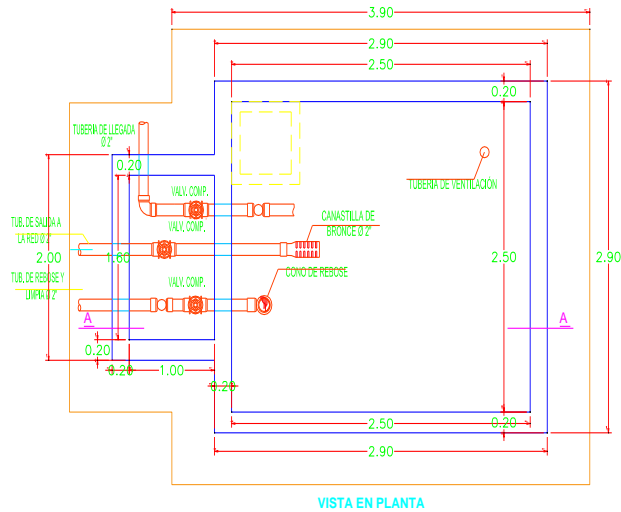 3.90
2.90
2.50
0.20
TUBERIA DE LLEGADA
Ø 2"
0.20
VALV. COMP.
TUBERÍA DE VENTILACIÓN
TUB. DE SALIDA A
LA RED Ø 2"
VALV. COMP.
CANASTILLA DE
BRONCE Ø 2"
2.00
1.60
2.50
2.90
TUB. DE REBOSE Y
LIMPIA Ø 2"
VALV. COMP.
CONO DE REBOSE
A
A
0.20
0.20
1.00
0.20
2.50
0.20
2.90
VISTA EN PLANTA